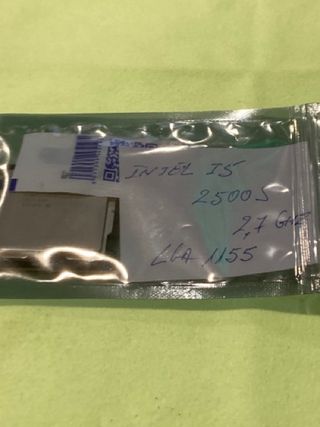 INTEL I5
2500S
2,7 GHZ
LGA 1155